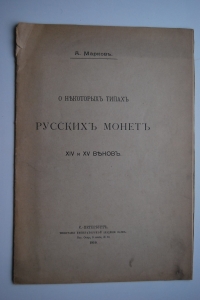 А. Марковъ.
О НѢКОТОРЫХЪ ТИПАХЪ
РУССКИХЪ МОНЕТЪ
XIV и XV ВѢКОВЪ.
С.-ПЕТЕРБУРГЪ.